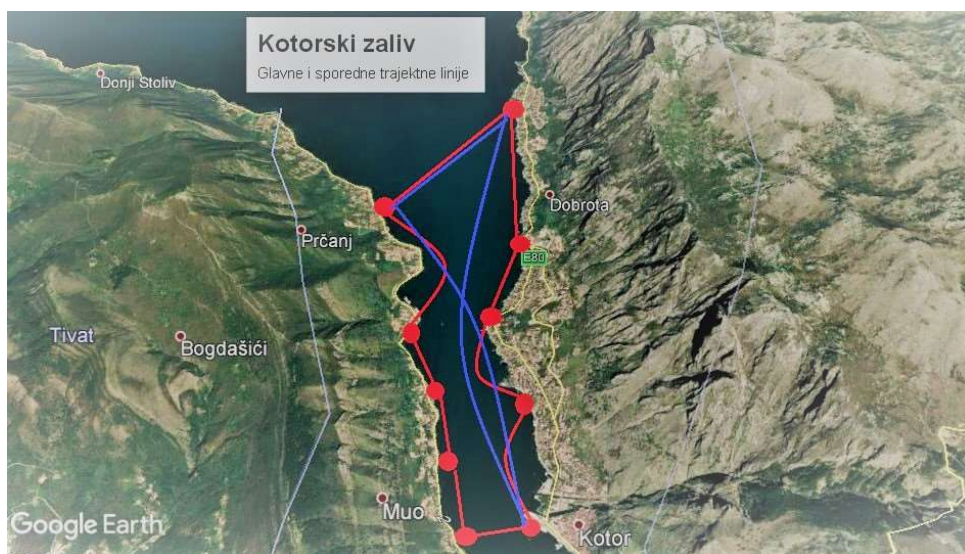 Kotorski zaliv
Glavne i sporedne trajektne linije
Donji Stoliv
Dobrota
Prčanj
E80
Tivat
Bogdašići
Muo
Google Earth
Kotor